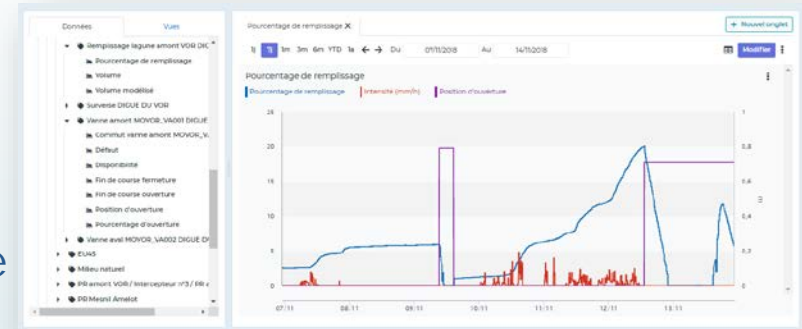 Données Vues
Remplissage lagune amont VOR DIG
Pourcentage de remplissage
Volume
Volume modélisé
Surverse DIGUE DU VOR
Vanne amont MOVOR_VA001 DIGUE
Commut vanne amont MOVOR_V
Défaut
Disponibilité
Fin de course fermeture
Fin de course ouverture
Position d'ouverture
Pourcentage d'ouverture
Vanne aval MOVOR_VA002 DIGUE D
EU45
Milieu naturel
PR amont VOR / Intercepteur n°3 / PR a
PR Mesnil Amelot
e
Pourcentage de remplissage X
+ Nouvel onglet
1j 7j 1m 3m 6m YTD 1a ← → Du 07/11/2018 Au 14/11/2018 Modifier
Pourcentage de remplissage
Pourcentage de remplissage Intensité (mm/h) Position d'ouverture
25 1
20 0,8
15 0,6
10 0,4
5 0,2
0 0
m
07/11 08/11 09/11 10/11 11/11 12/11 13/11